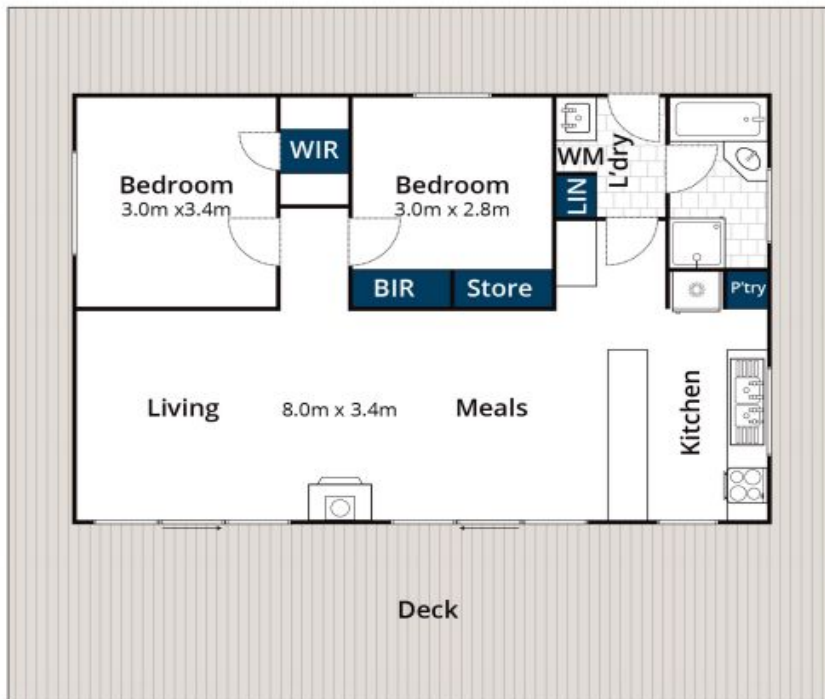 WIR
Bedroom
3.0m x3.4m
Bedroom
3.0m x 2.8m
WM
L'dry
LIN
BIR
Store
P'try
Living
8.0m x 3.4m
Meals
Kitchen
Deck